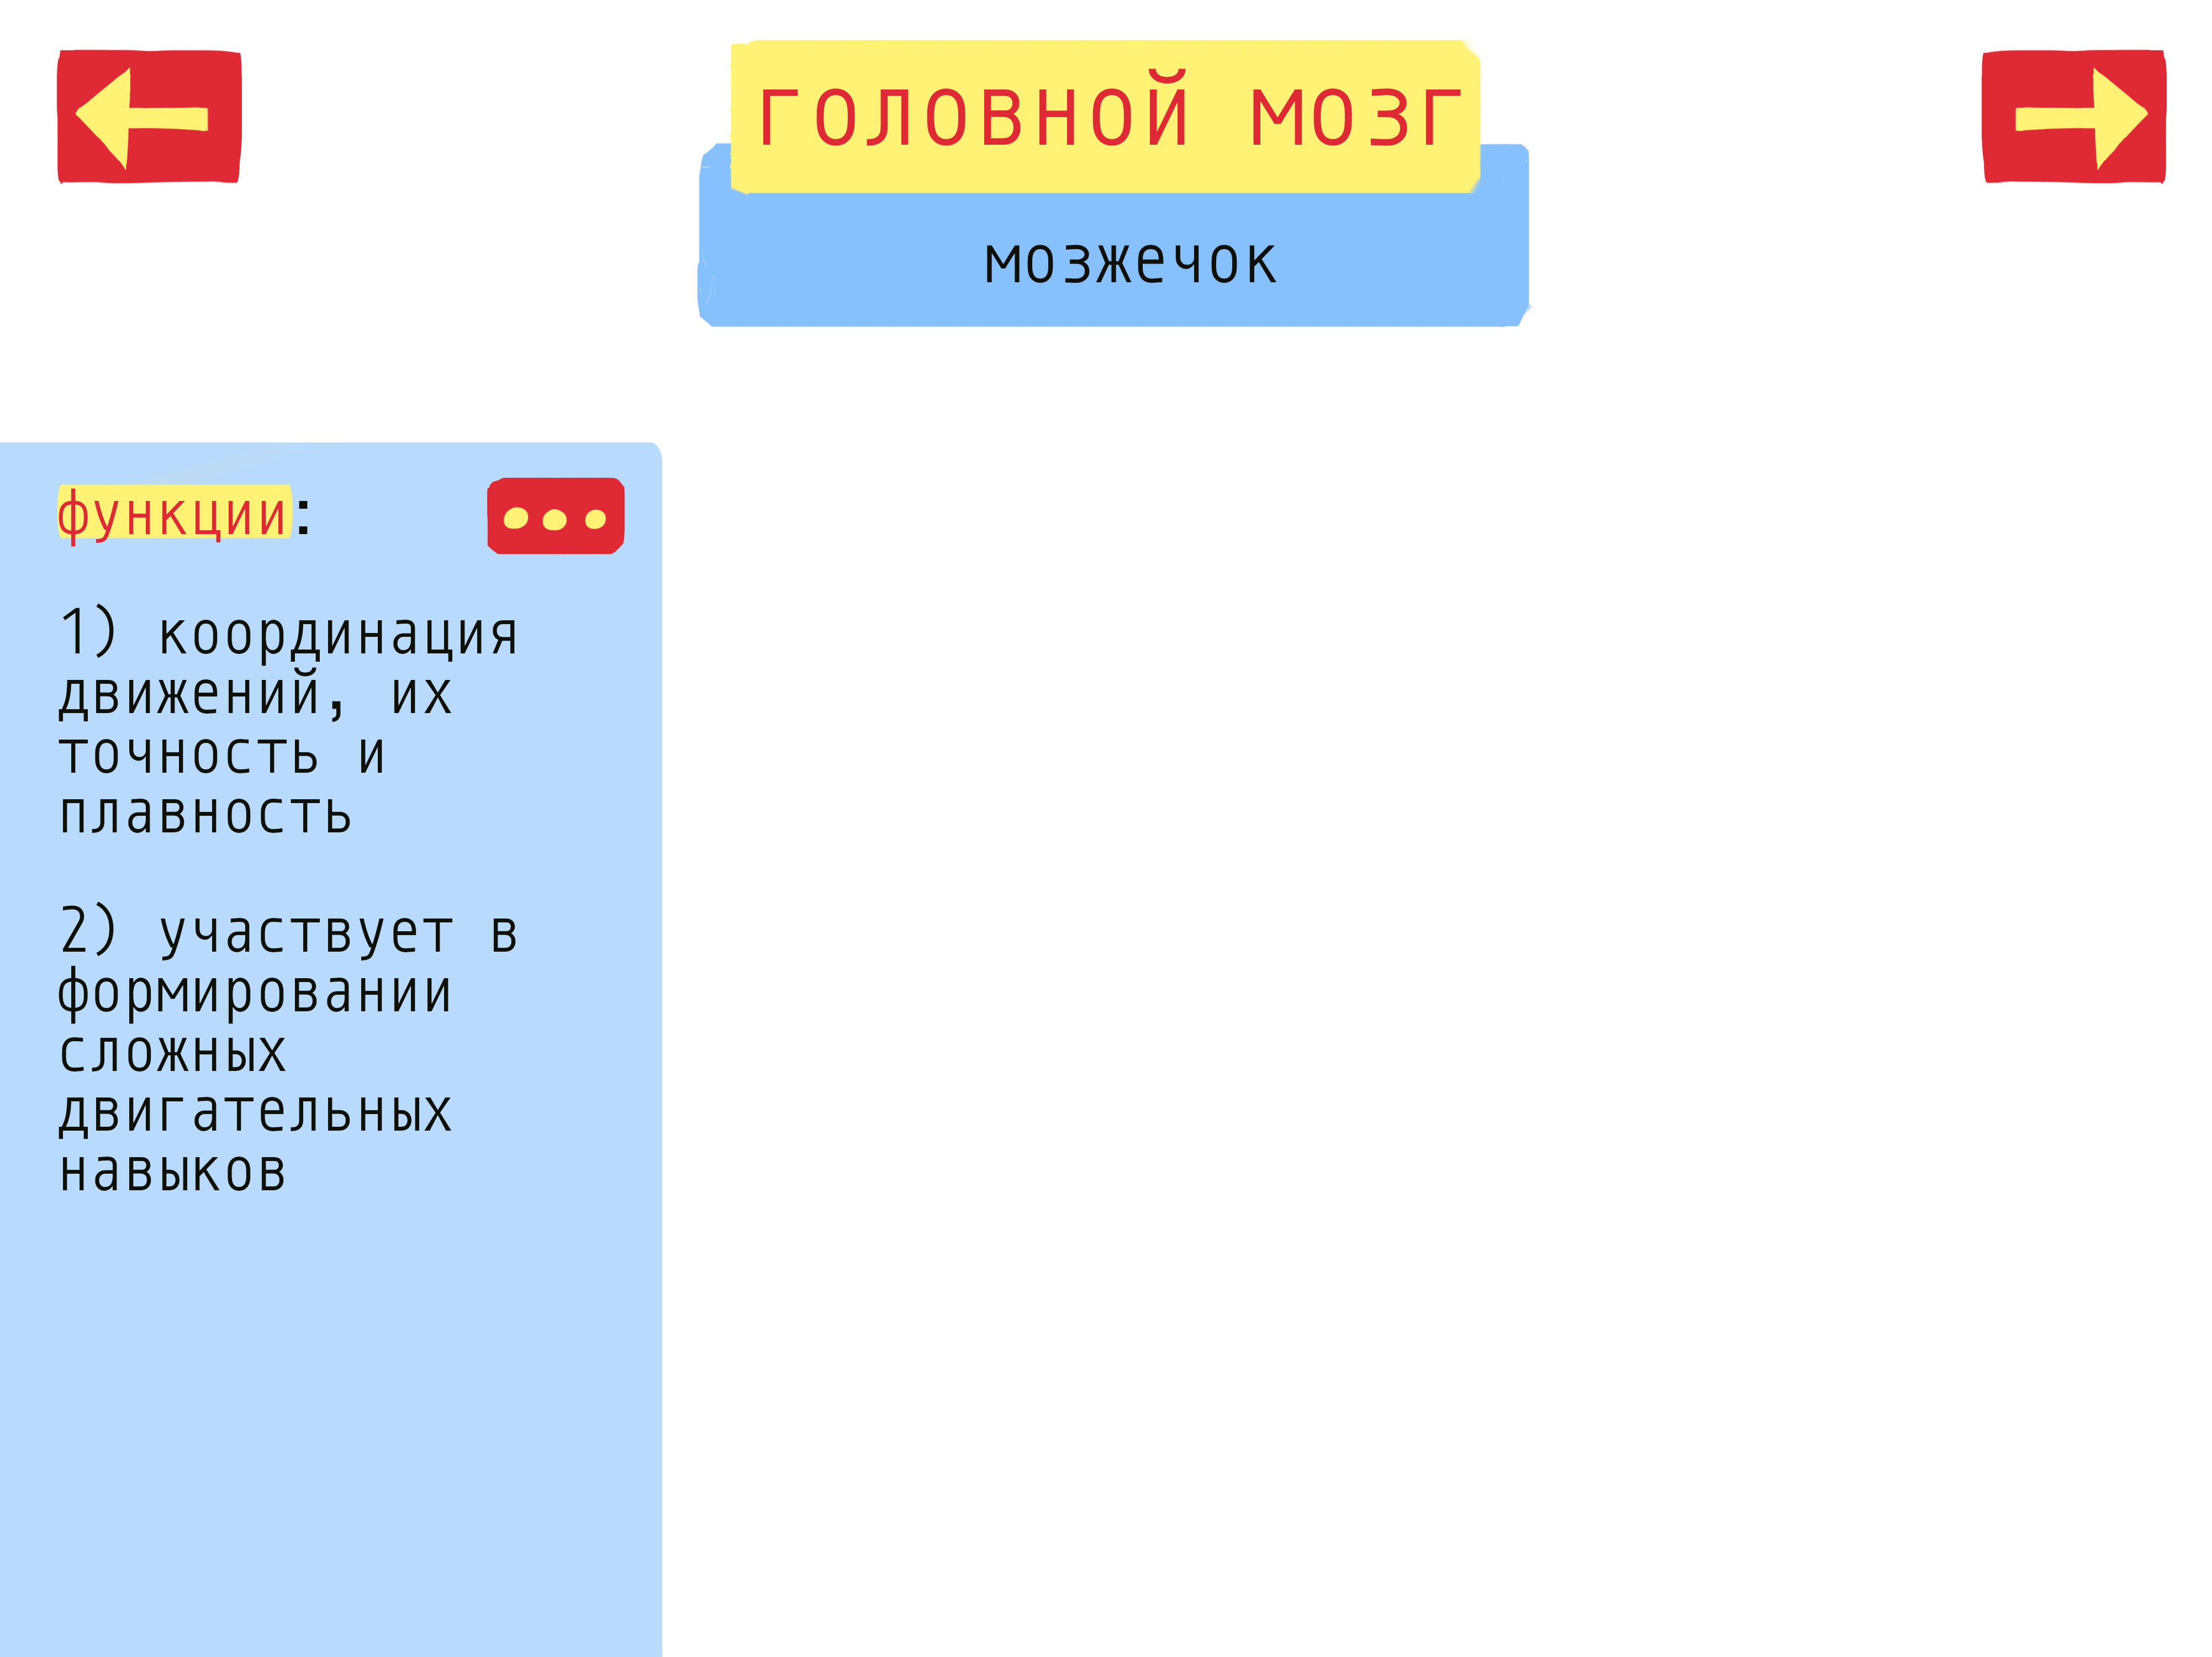 головной мозг
мозжечок
функции:
1) координация
движений, их
точность и
плавность
2) участвует в
формировании
сложных
двигательных
навыков